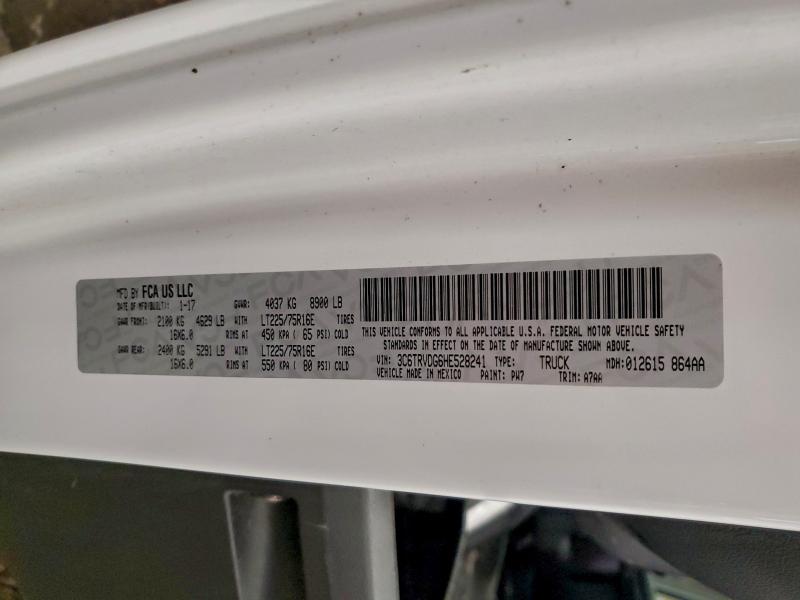 MFD BY FCA US LLC
DATE OF MFR(BUILT): 1-17 GVWR: 4037 KG 8900 LB
GAWR FRONT: 2100 KG 4629 LB WITH LT225/75R16E TIRES
16X6.0 RIMS AT 450 KPA ( 65 PSI) COLD
GAWR REAR: 2400 KG 5291 LB WITH LT225/75R16E TIRES
16X6.0 RIMS AT 550 KPA ( 80 PSI) COLD
THIS VEHICLE CONFORMS TO ALL APPLICABLE U.S.A. FEDERAL MOTOR VEHICLE SAFETY
STANDARDS IN EFFECT ON THE DATE OF MANUFACTURE SHOWN ABOVE.
VIN: 3C6TRVDG6HE528241 TYPE: TRUCK MDH:012615 864AA
VEHICLE MADE IN MEXICO PAINT: PW7 TRIM: A7AA